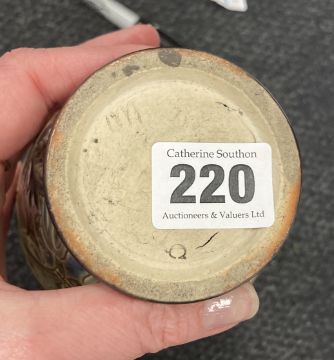 Catherine Southon
220
Auctioneers & Valuers Ltd